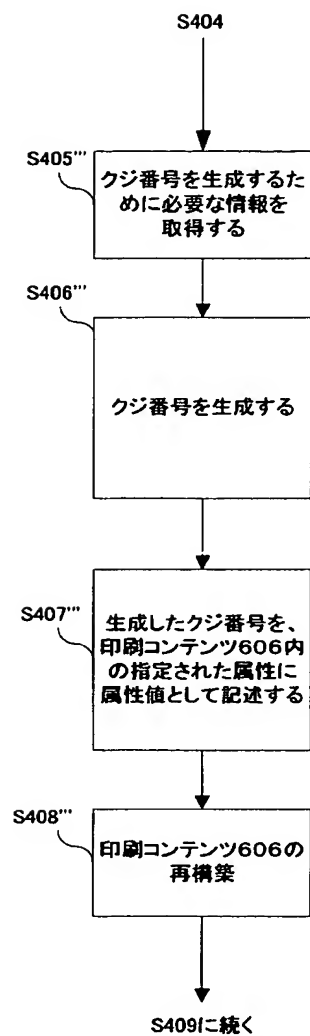 S404
S405'''
クジ番号を生成するた
めに必要な情報を
取得する
S406'''
クジ番号を生成する
S407'''
生成したクジ番号を、
印刷コンテンツ606内
の指定された属性に
属性値として記述する
S408'''
印刷コンテンツ606の
再構築
S409に続く